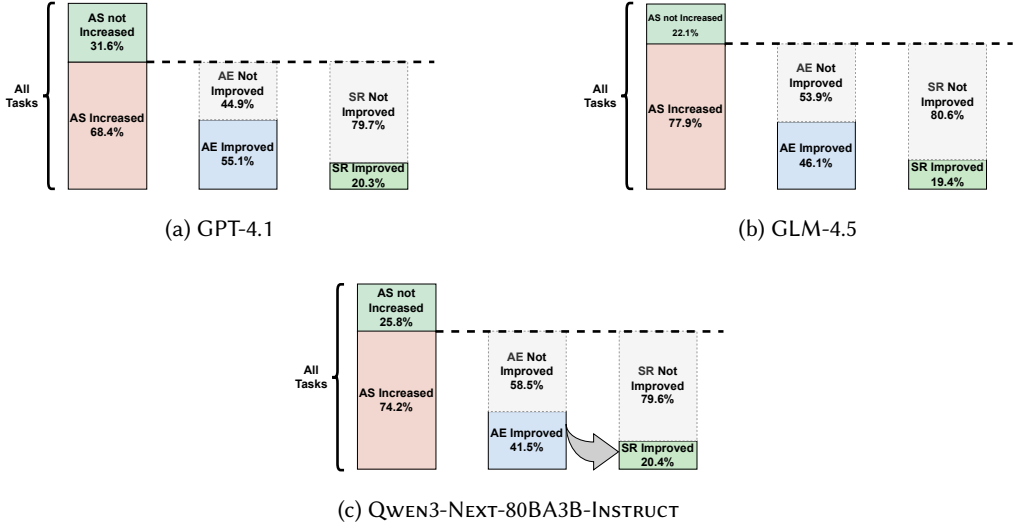 AS not
Increased
31.6%
All
Tasks
AS Increased
68.4%
AE Not
Improved
44.9%
AE Improved
55.1%
SR Not
Improved
79.7%
SR Improved
20.3%
(a) GPT-4.1
AS not Increased
22.1%
All
Tasks
AS Increased
77.9%
AE Not
Improved
53.9%
AE Improved
46.1%
SR Not
Improved
80.6%
SR Improved
19.4%
(b) GLM-4.5
AS not
Increased
25.8%
All
Tasks
AS Increased
74.2%
AE Not
Improved
58.5%
AE Improved
41.5%
SR Not
Improved
79.6%
SR Improved
20.4%
(c) Qwen3-Next-80BA3B-Instruct